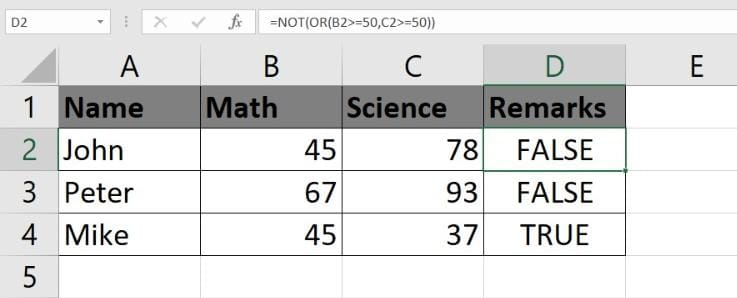 D2 fx =NOT(OR(B2>=50,C2>=50))
A B C D E
1 Name Math Science Remarks
2 John 45 78 FALSE
3 Peter 67 93 FALSE
4 Mike 45 37 TRUE
5